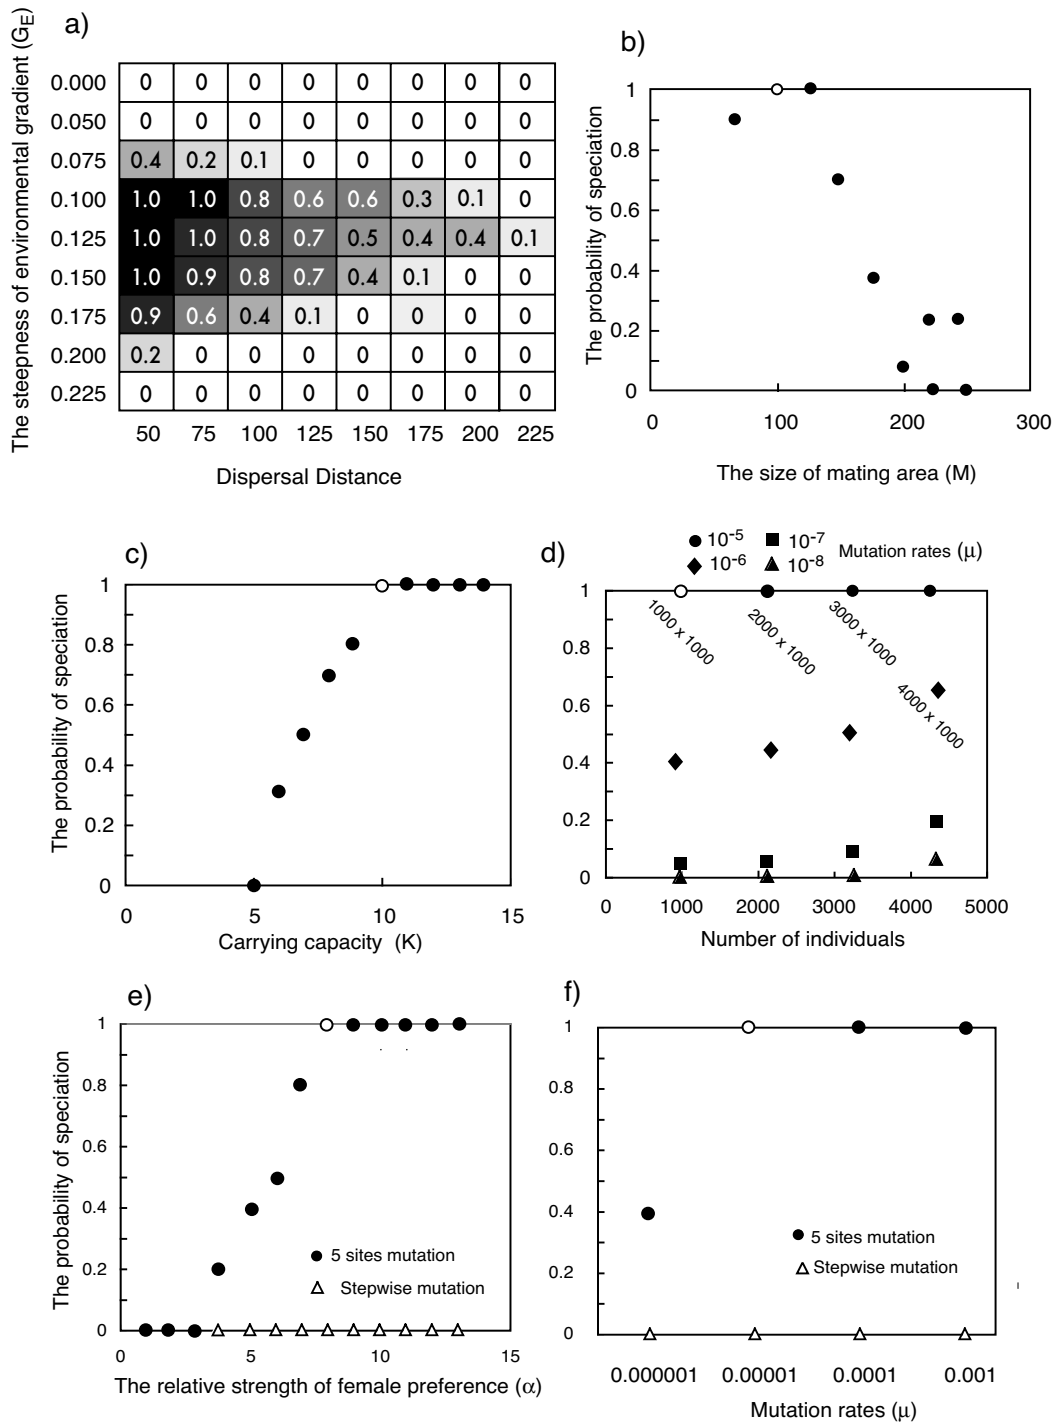 a)
The steepness of environmental gradient (GE)
0.000 0 0 0 0 0 0 0 0
0.050 0 0 0 0 0 0 0 0
0.075 0.4 0.2 0.1 0 0 0 0 0
0.100 1.0 1.0 0.8 0.6 0.6 0.3 0.1 0
0.125 1.0 1.0 0.8 0.7 0.5 0.4 0.4 0.1
0.150 1.0 0.9 0.8 0.7 0.4 0.1 0 0
0.175 0.9 0.6 0.4 0.1 0 0 0 0
0.200 0.2 0 0 0 0 0 0 0
0.225 0 0 0 0 0 0 0 0
50 75 100 125 150 175 200 225
Dispersal Distance
b)
The probability of speciation
1
0.8
0.6
0.4
0.2
0
0 100 200 300
The size of mating area (M)
c)
The probability of speciation
1
0.8
0.6
0.4
0.2
0
0 5 10 15
Carrying capacity (K)
d)
10-5 10-7
10-6 10-8
Mutation rates (μ)
1
0.8
0.6
0.4
0.2
0
1000 x 1000
2000 x 1000
3000 x 1000
4000 x 1000
0 1000 2000 3000 4000 5000
Number of individuals
e)
The probability of speciation
1
0.8
0.6
0.4
0.2
0
5 sites mutation
Stepwise mutation
0 5 10 15
The relative strength of female preference (α)
f)
1
0.8
0.6
0.4
0.2
0
5 sites mutation
Stepwise mutation
0.000001 0.00001 0.0001 0.001
Mutation rates (μ)